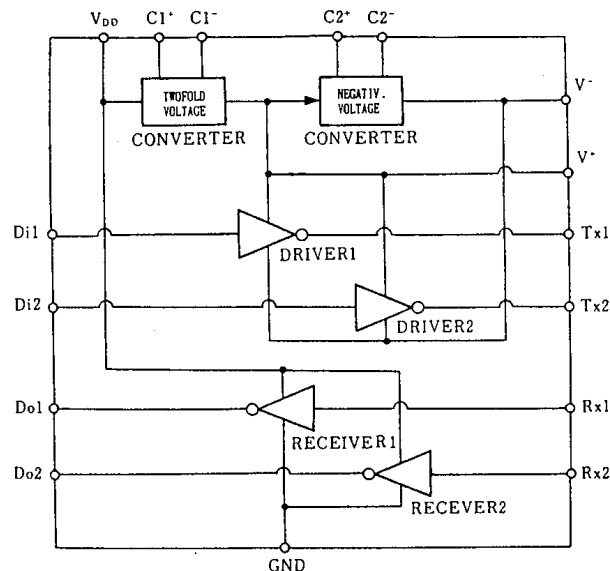 VDD C1+ C1- C2+ C2-
TWOFOLD
VOLTAGE
CONVERTER
NEGATIV.
VOLTAGE
CONVERTER
V-
V+
Di1
DRIVER1
Tx1
Di2
DRIVER2
Tx2
Do1
RECEIVER1
Rx1
Do2
RECEVER2
Rx2
GND